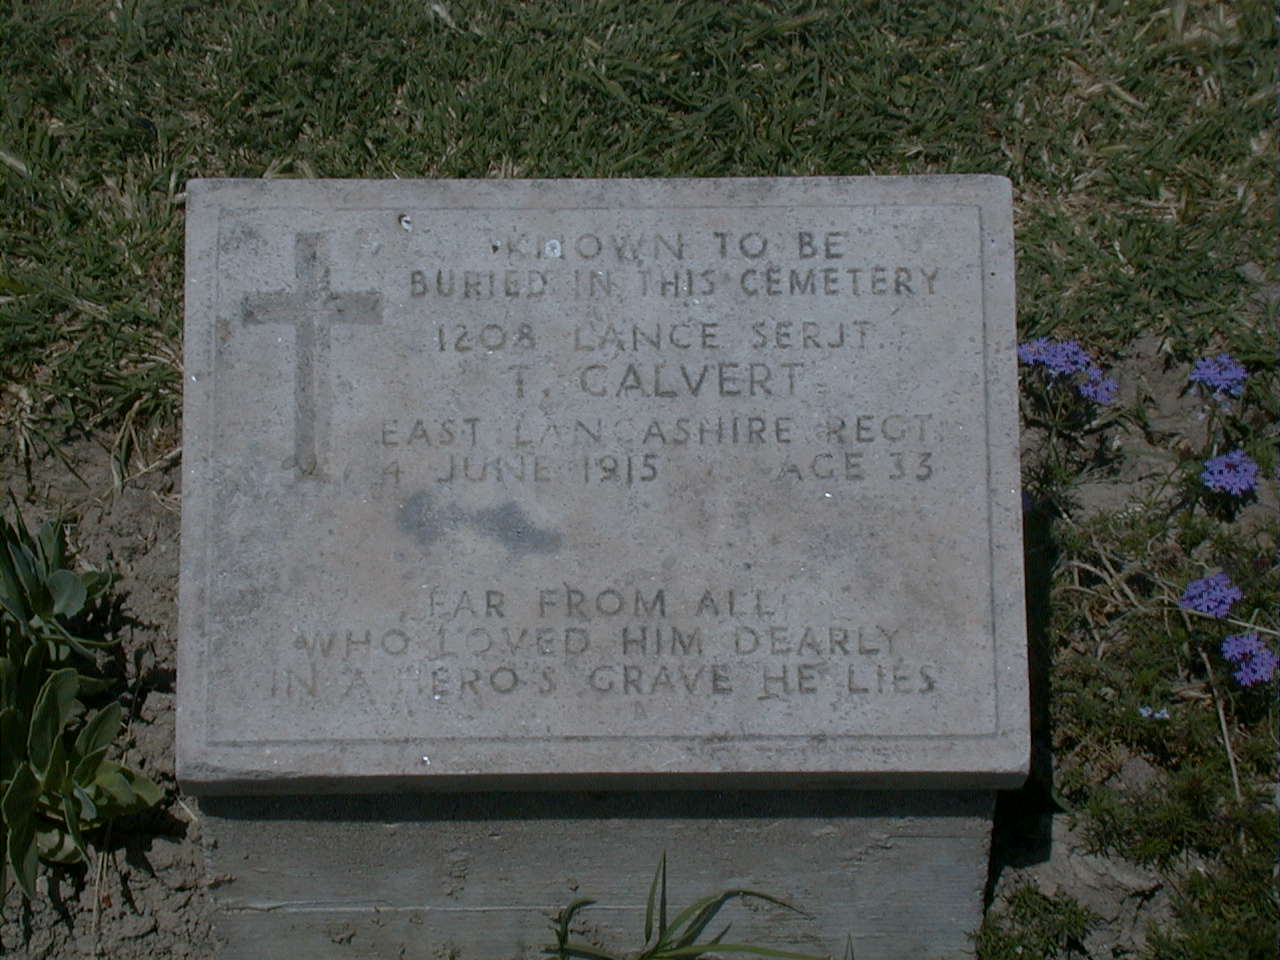 KNOWN TO BE
BURIED IN THIS CEMETERY
1208 LANCE SERJT.
T. CALVERT
EAST LANCASHIRE REGT.
4 JUNE 1915 AGE 33
FAR FROM ALL
WHO LOVED HIM DEARLY
IN A HERO'S GRAVE HE LIES